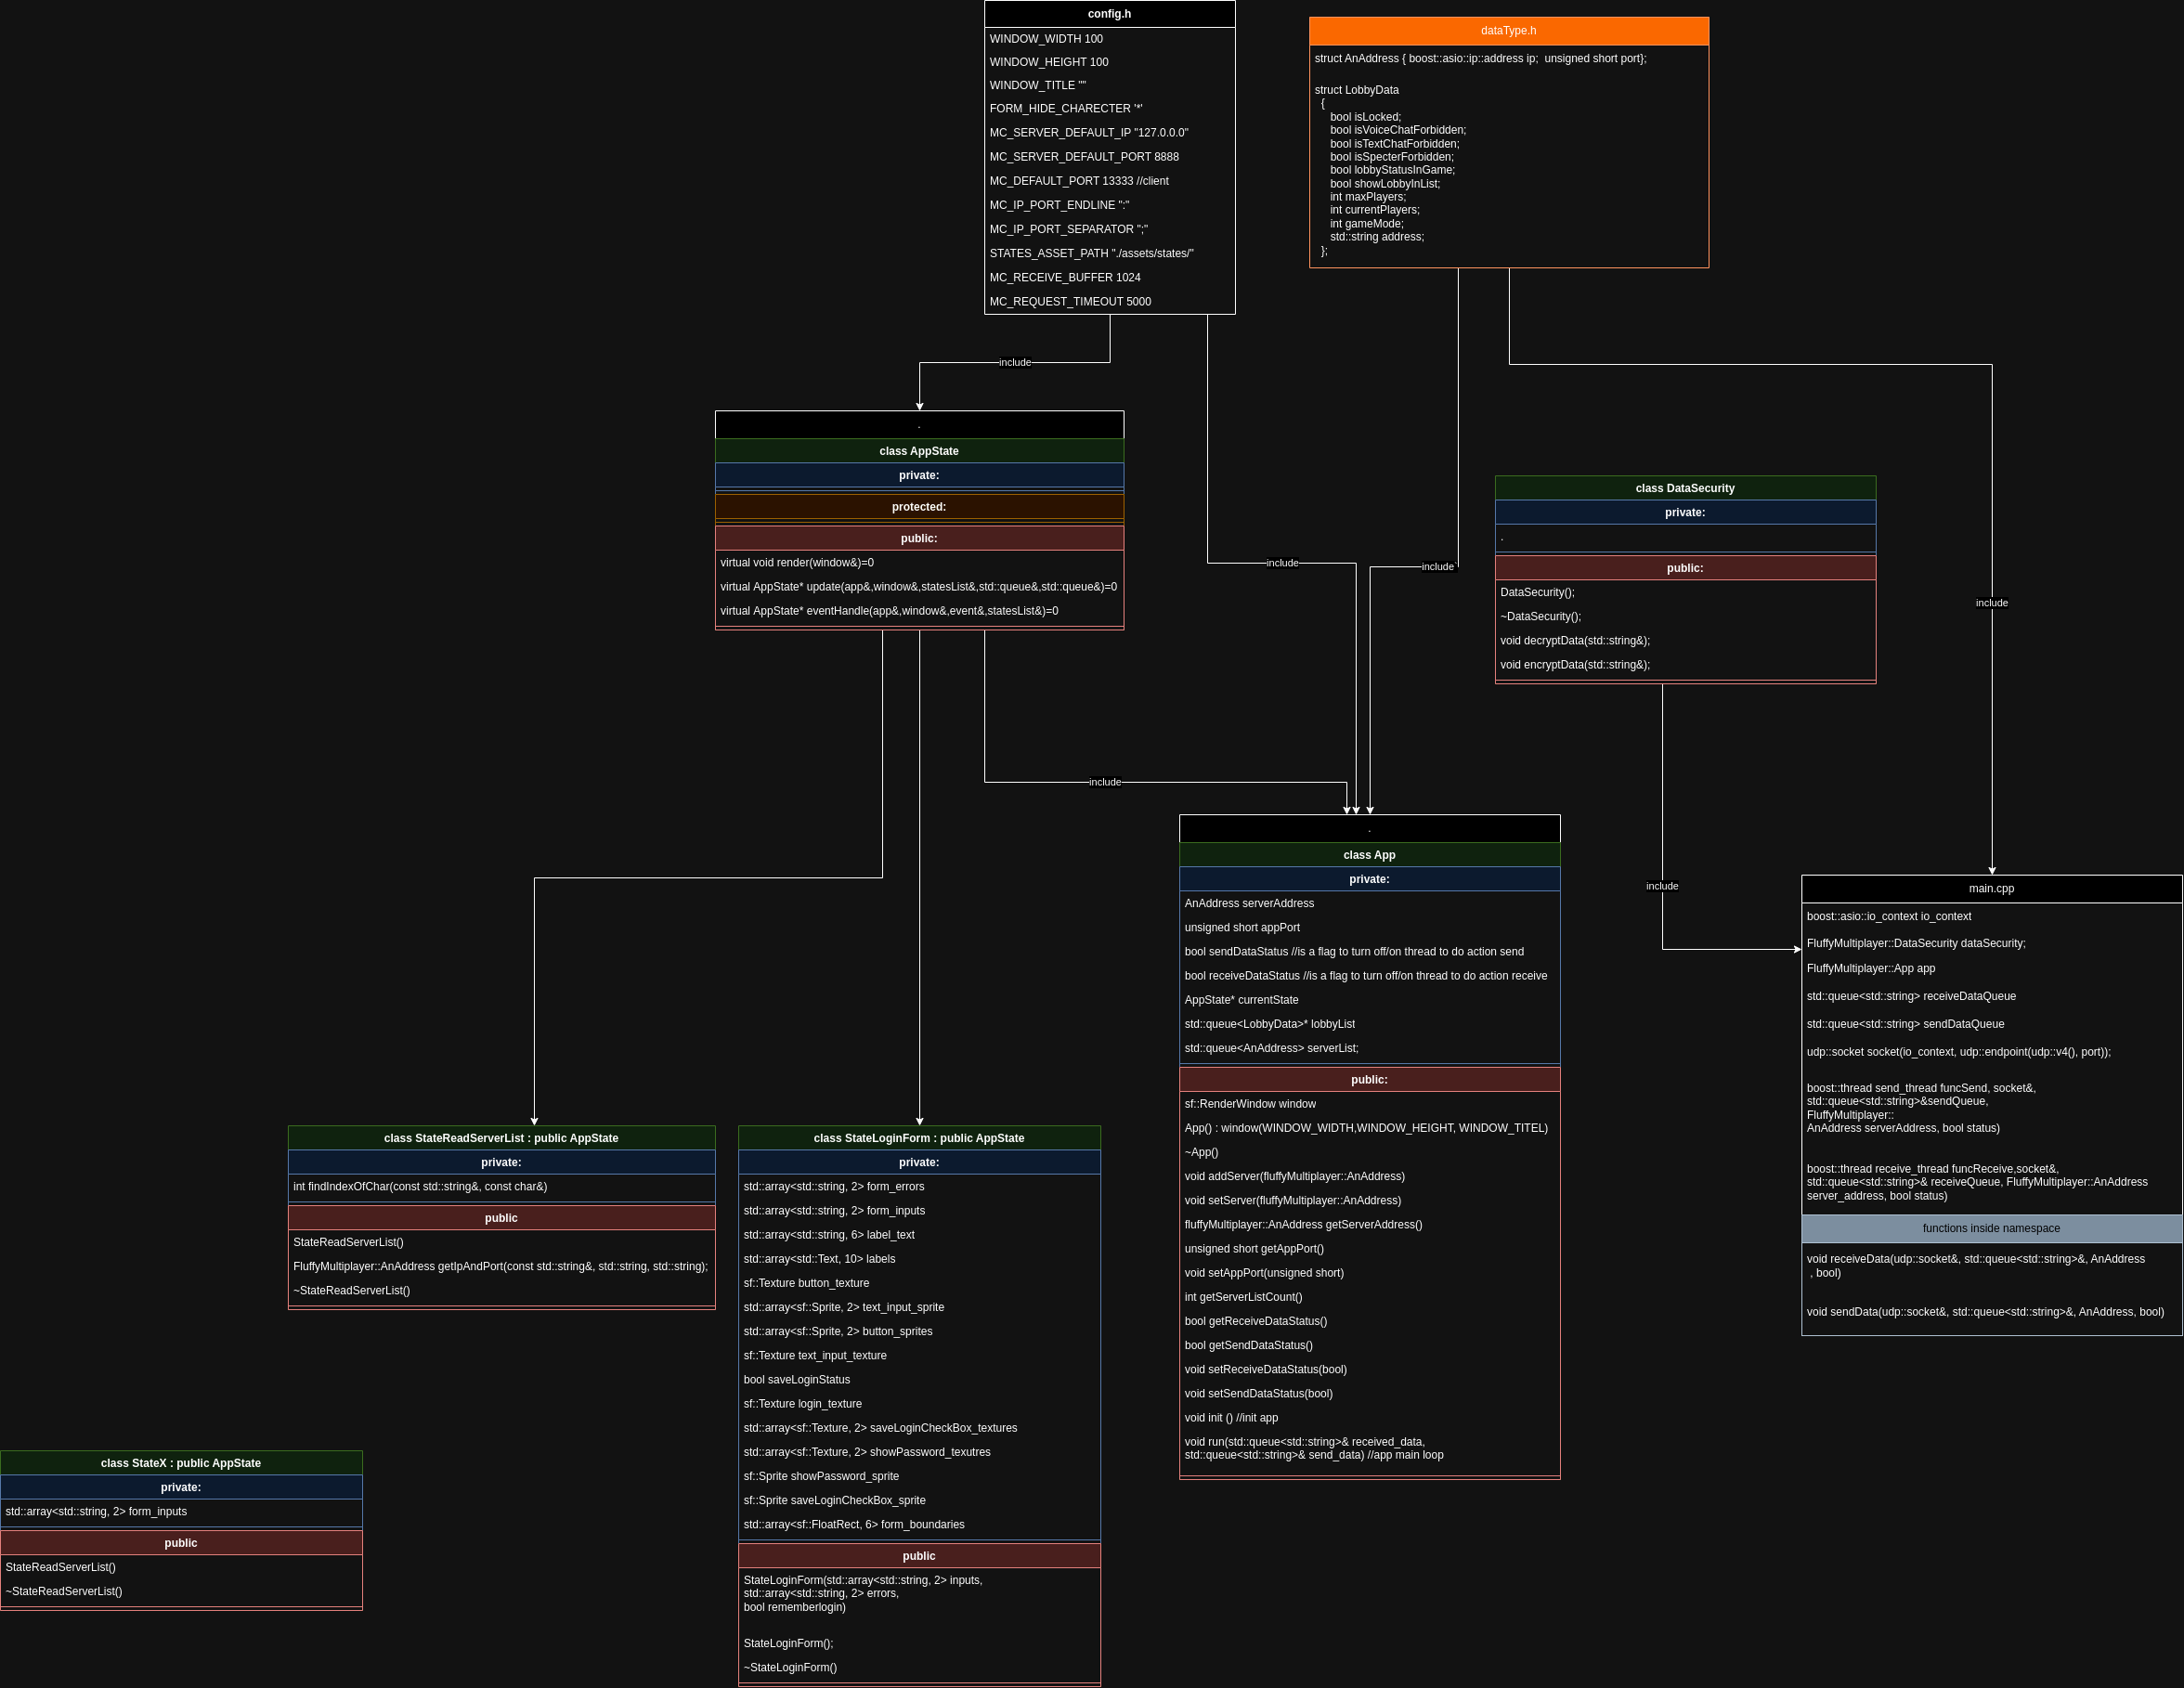 config.h
WINDOW_WIDTH 100
WINDOW_HEIGHT 100
WINDOW_TITLE ""
FORM_HIDE_CHARECTER '*'
MC_SERVER_DEFAULT_IP "127.0.0.0"
MC_SERVER_DEFAULT_PORT 8888
MC_DEFAULT_PORT 13333 //client
MC_IP_PORT_ENDLINE ":"
MC_IP_PORT_SEPARATOR ";"
STATES_ASSET_PATH "./assets/states/"
MC_RECEIVE_BUFFER 1024
MC_REQUEST_TIMEOUT 5000
dataType.h
struct AnAddress { boost::asio::ip::address ip;  unsigned short port};
struct LobbyData
{
bool isLocked;
bool isVoiceChatForbidden;
bool isTextChatForbidden;
bool isSpecterForbidden;
bool lobbyStatusInGame;
bool showLobbyInList;
int maxPlayers;
int currentPlayers;
int gameMode;
std::string address;
};
include
.
class AppState
private:
protected:
public:
virtual void render(window&)=0
virtual AppState* update(app&,window&,statesList&,std::queue&,std::queue&)=0
virtual AppState* eventHandle(app&,window&,event&,statesList&)=0
include
include`
class DataSecurity
private:
.
public:
DataSecurity();
~DataSecurity();
void decryptData(std::string&);
void encryptData(std::string&);
include
include
include
.
class App
private:
AnAddress serverAddress
unsigned short appPort
bool sendDataStatus //is a flag to turn off/on thread to do action send
bool receiveDataStatus //is a flag to turn off/on thread to do action receive
AppState* currentState
std::queue<LobbyData>* lobbyList
std::queue<AnAddress> serverList;
public:
sf::RenderWindow window
App() : window(WINDOW_WIDTH,WINDOW_HEIGHT, WINDOW_TITEL)
~App()
void addServer(fluffyMultiplayer::AnAddress)
void setServer(fluffyMultiplayer::AnAddress)
fluffyMultiplayer::AnAddress getServerAddress()
unsigned short getAppPort()
void setAppPort(unsigned short)
int getServerListCount()
bool getReceiveDataStatus()
bool getSendDataStatus()
void setReceiveDataStatus(bool)
void setSendDataStatus(bool)
void init () //init app
void run(std::queue<std::string>& received_data,
std::queue<std::string>& send_data) //app main loop
main.cpp
boost::asio::io_context io_context
FluffyMultiplayer::DataSecurity dataSecurity;
FluffyMultiplayer::App app
std::queue<std::string> receiveDataQueue
std::queue<std::string> sendDataQueue
udp::socket socket(io_context, udp::endpoint(udp::v4(), port));
boost::thread send_thread funcSend, socket&,
std::queue<std::string>&sendQueue,
FluffyMultiplayer::
AnAddress serverAddress, bool status)
boost::thread receive_thread funcReceive,socket&,
std::queue<std::string>& receiveQueue, FluffyMultiplayer::AnAddress
server_address, bool status)
functions inside namespace
void receiveData(udp::socket&, std::queue<std::string>&, AnAddress
, bool)
void sendData(udp::socket&, std::queue<std::string>&, AnAddress, bool)
class StateReadServerList : public AppState
private:
int findIndexOfChar(const std::string&, const char&)
public
StateReadServerList()
FluffyMultiplayer::AnAddress getIpAndPort(const std::string&, std::string, std::string);
~StateReadServerList()
class StateLoginForm : public AppState
private:
std::array<std::string, 2> form_errors
std::array<std::string, 2> form_inputs
std::array<std::string, 6> label_text
std::array<std::Text, 10> labels
sf::Texture button_texture
std::array<sf::Sprite, 2> text_input_sprite
std::array<sf::Sprite, 2> button_sprites
sf::Texture text_input_texture
bool saveLoginStatus
sf::Texture login_texture
std::array<sf::Texture, 2> saveLoginCheckBox_textures
std::array<sf::Texture, 2> showPassword_texutres
sf::Sprite showPassword_sprite
sf::Sprite saveLoginCheckBox_sprite
std::array<sf::FloatRect, 6> form_boundaries
public
StateLoginForm(std::array<std::string, 2> inputs,
std::array<std::string, 2> errors,
bool rememberlogin)
StateLoginForm();
~StateLoginForm()
class StateX : public AppState
private:
std::array<std::string, 2> form_inputs
public
StateReadServerList()
~StateReadServerList()